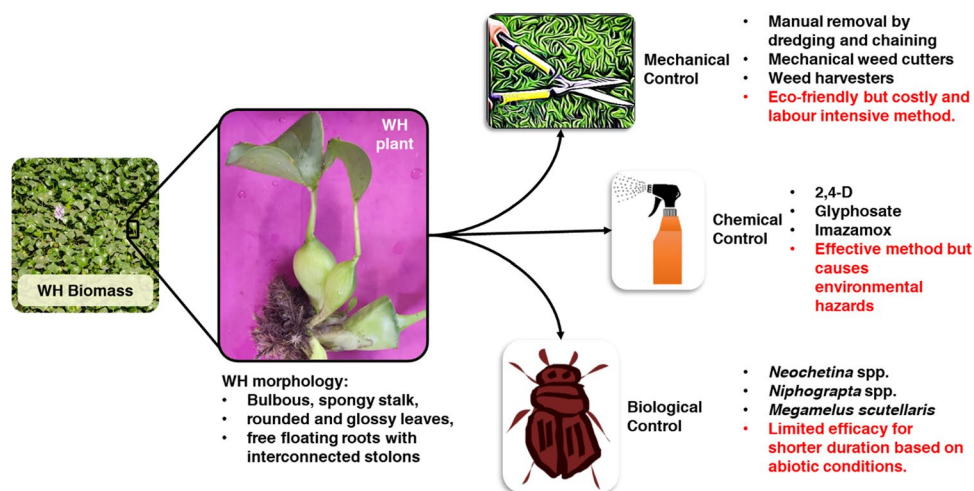 WH Biomass
WH
plant
WH morphology:
• Bulbous, spongy stalk,
• rounded and glossy leaves,
• free floating roots with
interconnected stolons
Mechanical
Control
• Manual removal by
dredging and chaining
• Mechanical weed cutters
• Weed harvesters
• Eco-friendly but costly and
labour intensive method.
Chemical
Control
• 2,4-D
• Glyphosate
• Imazamox
• Effective method but
causes
environmental
hazards
Biological
Control
• Neochetina spp.
• Niphograpta spp.
• Megamelus scutellaris
• Limited efficacy for
shorter duration based on
abiotic conditions.